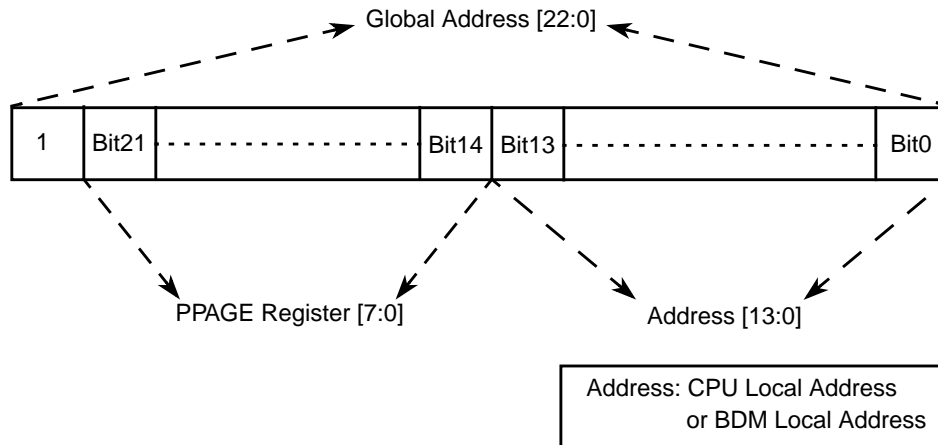 Global Address [22:0]
1 Bit21 Bit14 Bit13 Bit0
PPAGE Register [7:0] Address [13:0]
Address: CPU Local Address
or BDM Local Address